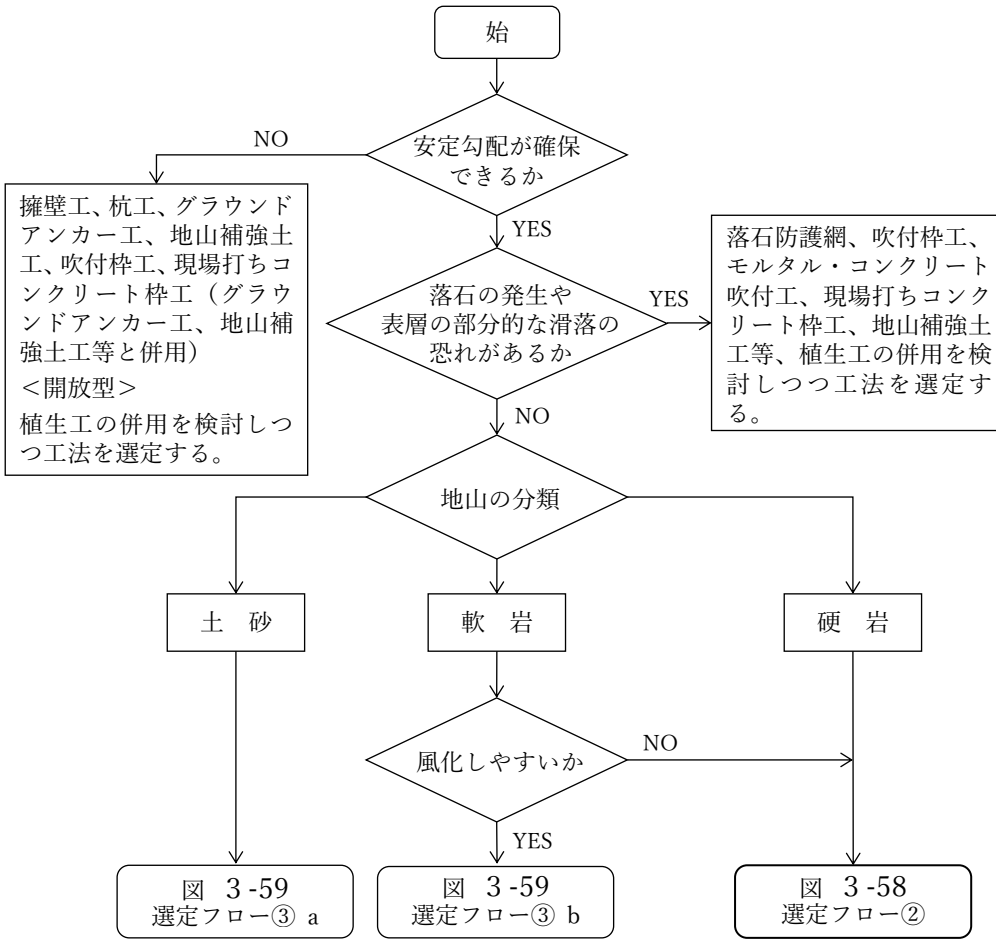 始
安定勾配が確保
できるか
NO
YES
擁壁工、杭工、グラウンド
アンカー工、地山補強土
工、吹付枠工、現場打ちコ
ンクリート枠工（グラウ
ンドアンカー工、地山補
強土工等と併用）
＜開放型＞
植生工の併用を検討しつ
つ工法を選定する。
落石の発生や
表層の部分的な滑落の
恐れがあるか
YES
NO
落石防護網、吹付枠工、
モルタル・コンクリート
吹付工、現場打ちコンク
リート枠工、地山補強土
工等、植生工の併用を検
討しつつ工法を選定す
る。
地山の分類
土　砂
軟　岩
硬　岩
風化しやすいか
NO
YES
図　3-59
選定フロー③ a
図　3-59
選定フロー③ b
図　3-58
選定フロー②